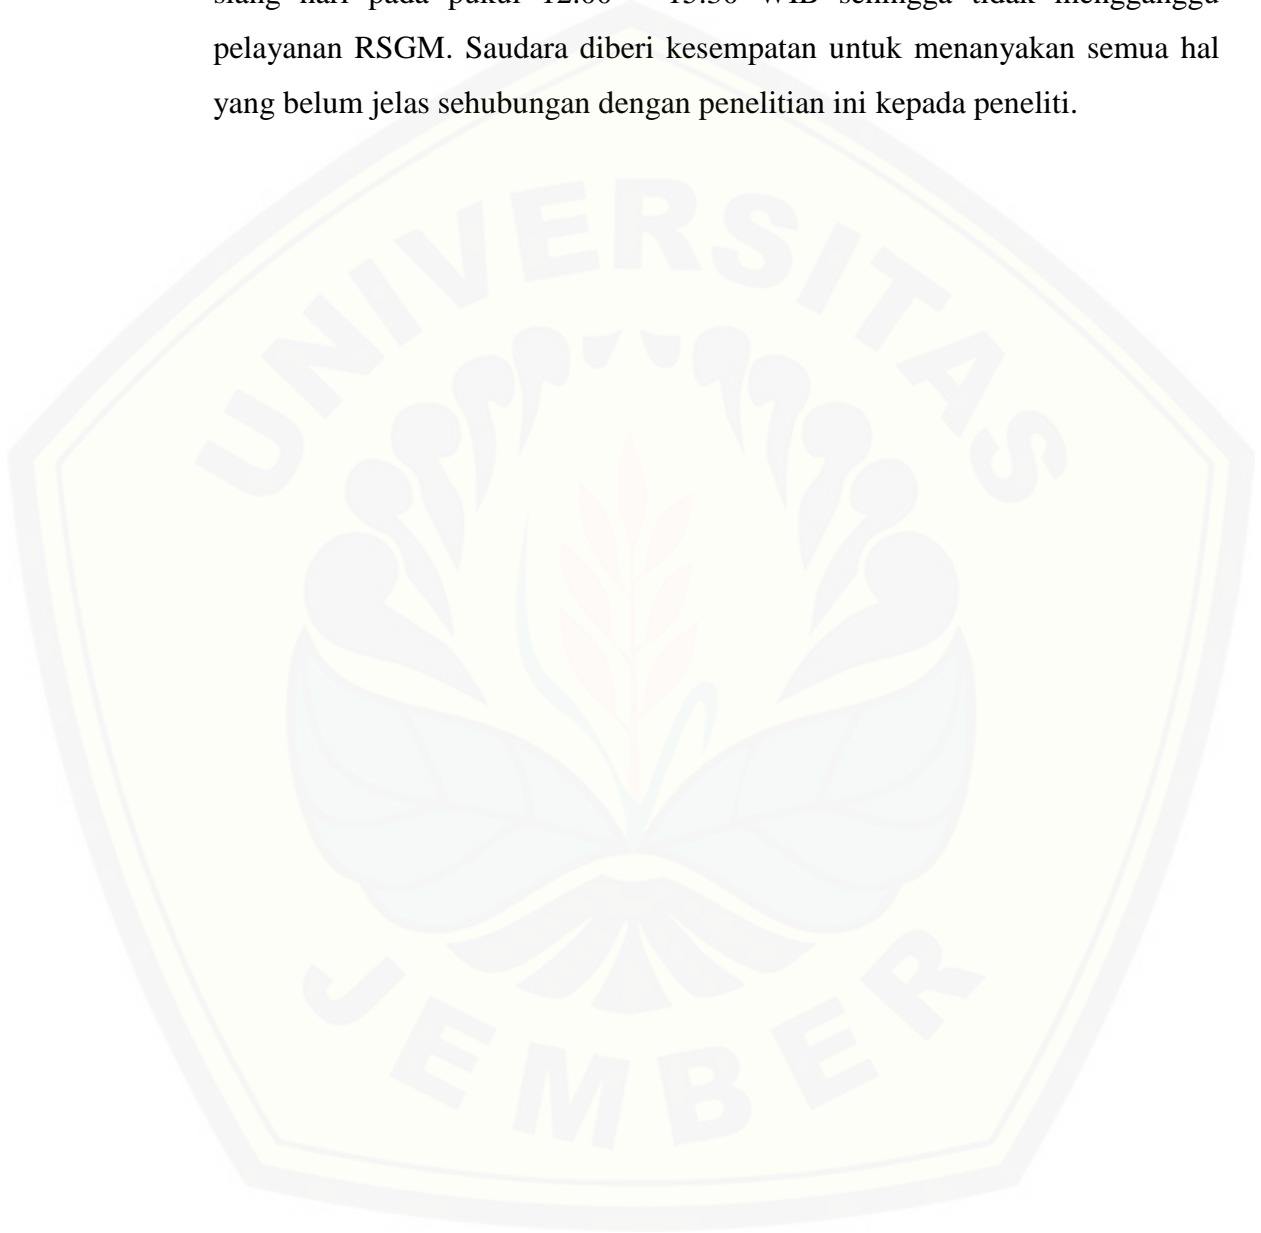 siang hari pada pukul 12.00 – 13.30 WIB sehingga tidak mengganggu
pelayanan RSGM. Saudara diberi kesempatan untuk menanyakan semua hal
yang belum jelas sehubungan dengan penelitian ini kepada peneliti.
UNIVERSITAS
JEMBER